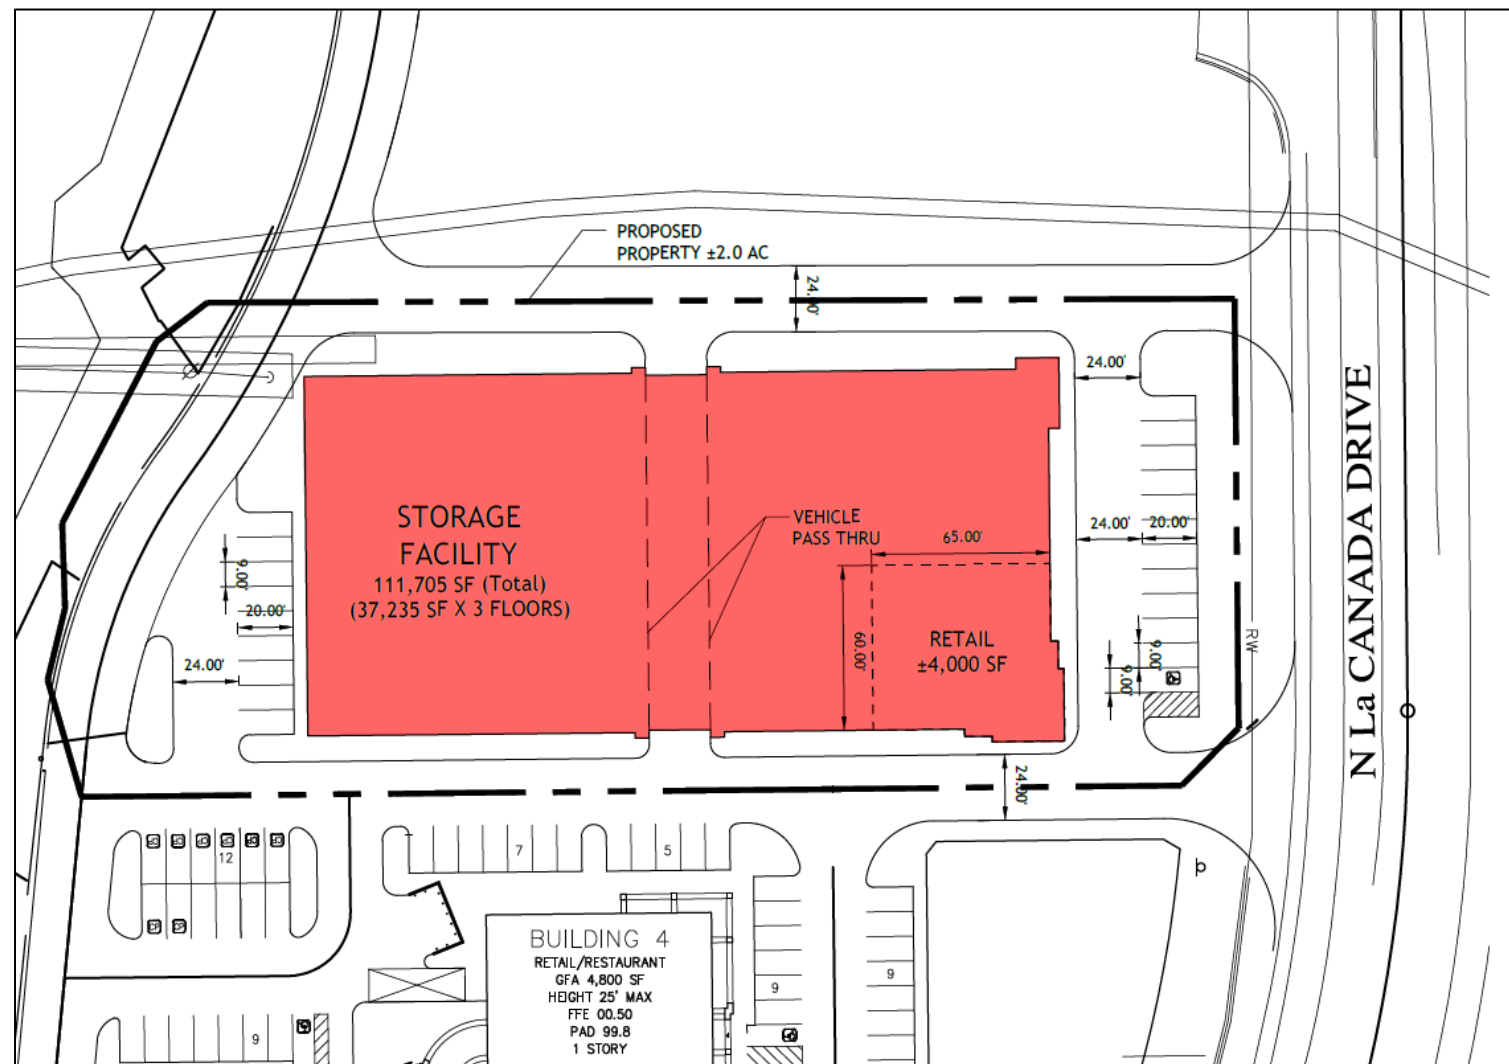 PROPOSED
PROPERTY ±2.0 AC
24.00'
24.00'
N La CANADA DRIVE
STORAGE
FACILITY
111,705 SF (Total)
(37,235 SF X 3 FLOORS)
VEHICLE
PASS THRU
65.00'
24.00'
20.00'
9.00'
20.00'
60.00'
RETAIL
±4,000 SF
RW
9.00'
9.00'
24.00'
24.00'
12
7
5
p
BUILDING 4
RETAIL/RESTAURANT
GFA 4,800 SF
HEIGHT 25' MAX
FFE 00.50
PAD 99.8
1 STORY
9
9
9